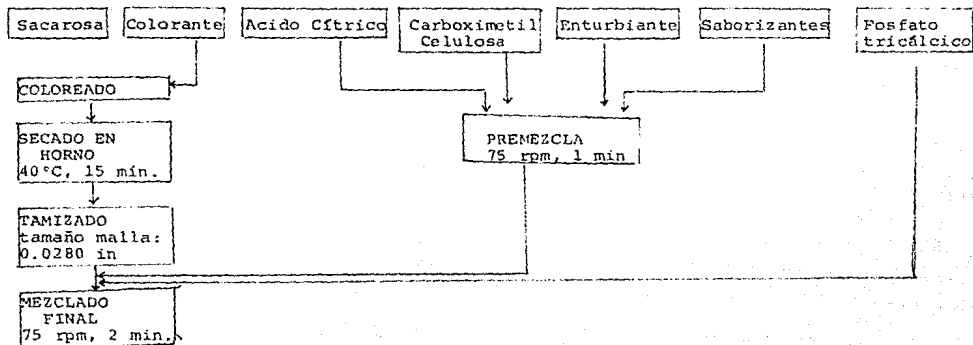 Sacarosa
Colorante
Acido Cítrico
Carboximetil
Celulosa
Enturbiante
Saborizantes
Fosfato
tricálcico
COLOREADO
SECADO EN
HORNO
40°C, 15 min.
PREMEZCLA
75 rpm, 1 min
TAMIZADO
tamaño malla:
0.0280 in
MEZCLADO
FINAL
75 rpm, 2 min.